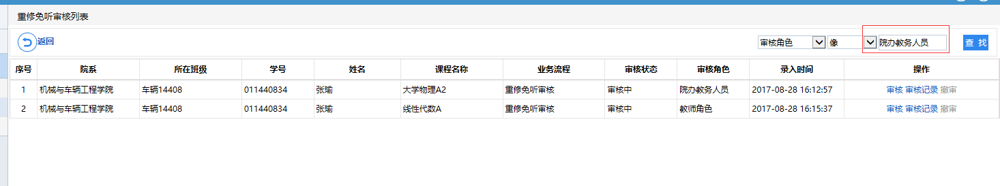 重修免听审核列表
返回 审核角色 像 院办教务人员 查 找
序号 院系 所在班级 学号 姓名 课程名称 业务流程 审核状态 审核角色 录入时间 操作
1 机械与车辆工程学院 车辆14408 011440834 张瑜 大学物理A2 重修免听审核 审核中 院办教务人员 2017-08-28 16:12:57 审核 审核记录 撤审
2 机械与车辆工程学院 车辆14408 011440834 张瑜 线性代数A 重修免听审核 审核中 教师角色 2017-08-28 16:15:37 审核 审核记录 撤审